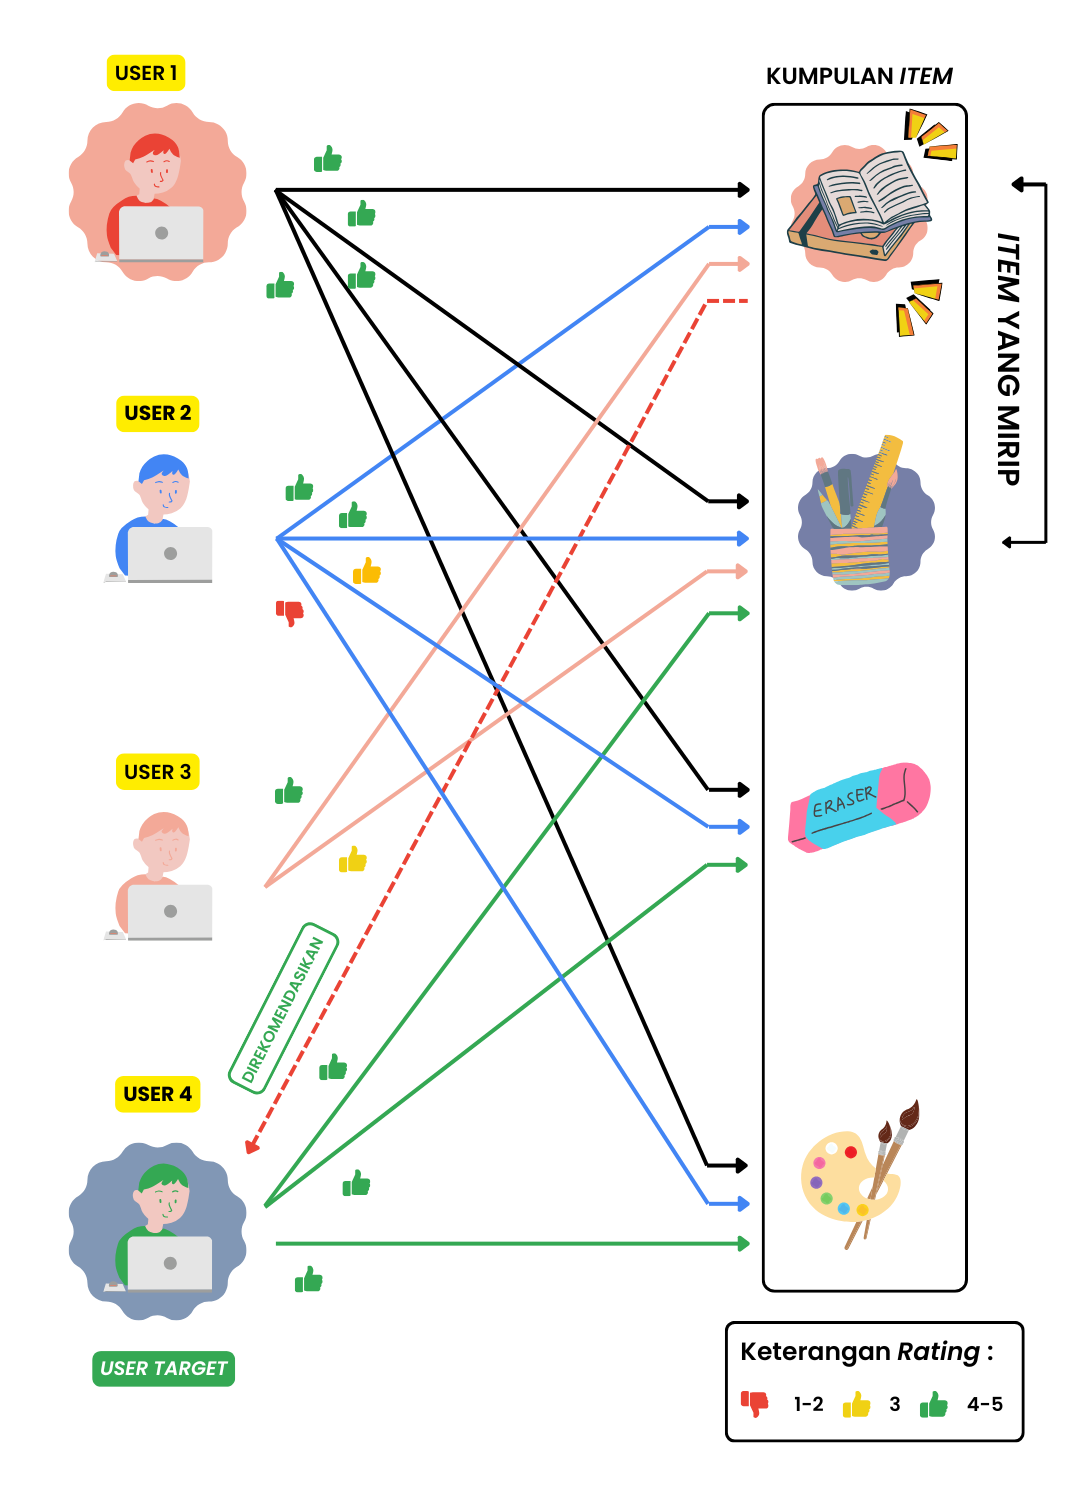 USER 1
KUMPULAN ITEM
ITEM YANG MIRIP
USER 2
USER 3
ERASER
DIREKOMENDASIKAN
USER 4
USER TARGET
Keterangan Rating :
1-2 3 4-5